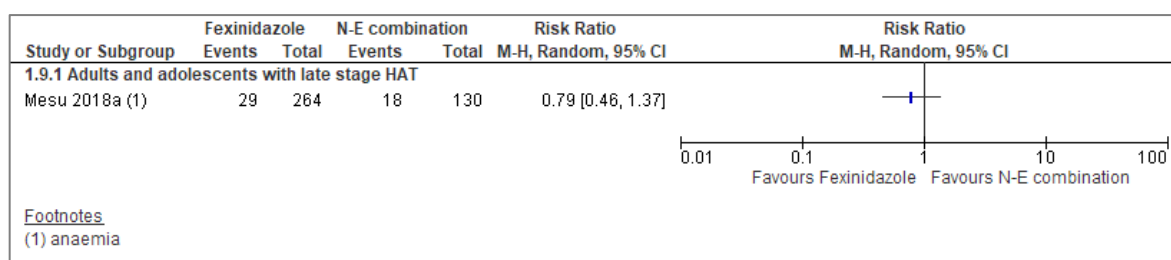 Fexinidazole N-E combination Risk Ratio Risk Ratio
Study or Subgroup Events Total Events Total M-H, Random, 95% CI M-H, Random, 95% CI
1.9.1 Adults and adolescents with late stage HAT
Mesu 2018a (1) 29 264 18 130 0.79 [0.46, 1.37]
0.01 0.1 1 10 100
Favours Fexinidazole Favours N-E combination
Footnotes
(1) anaemia